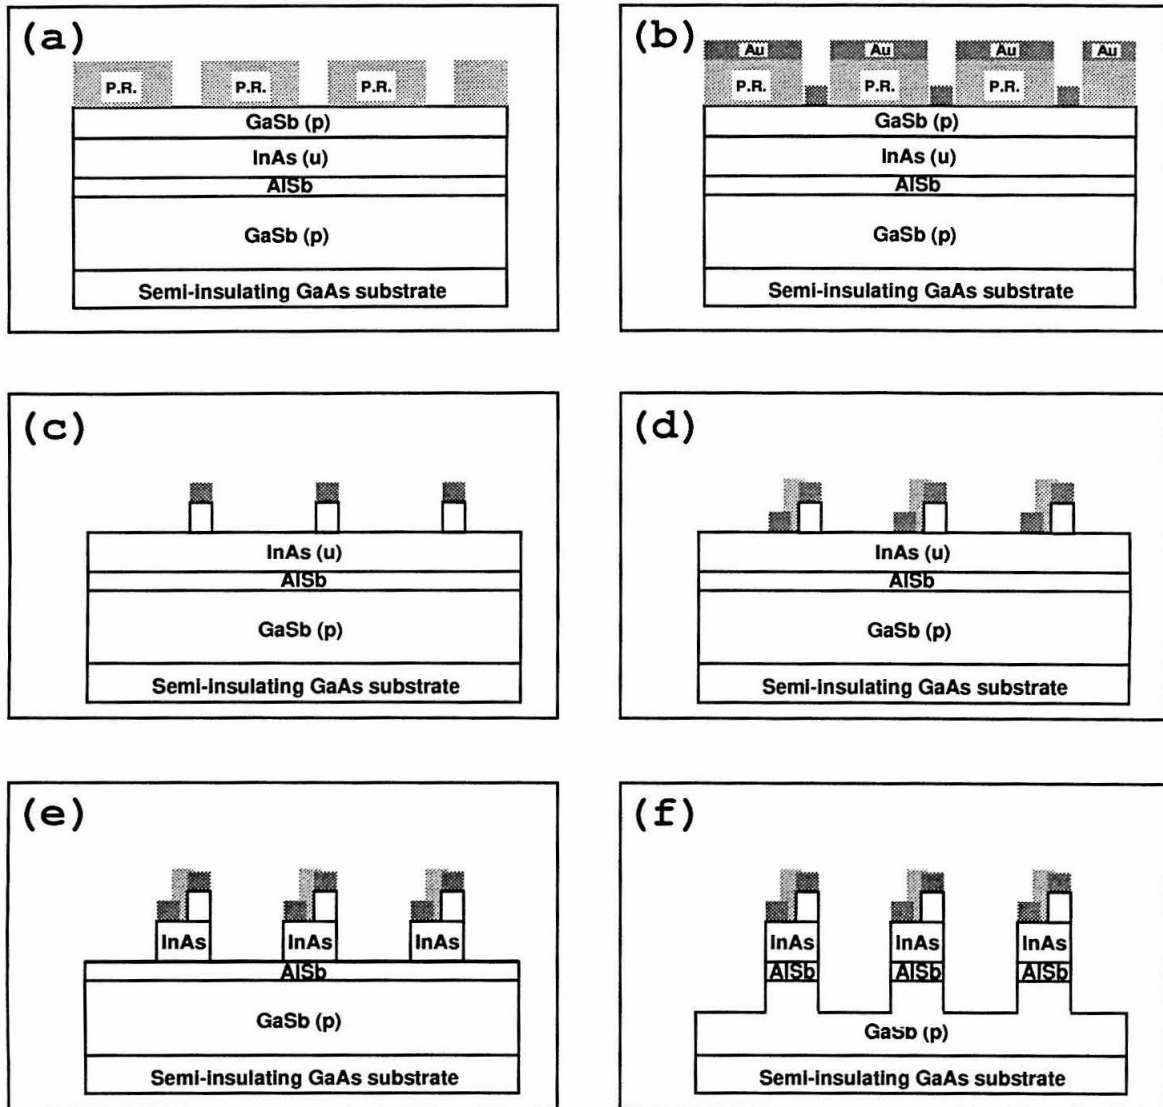 (a)
P.R. P.R. P.R.
GaSb (p)
InAs (u)
AlSb
GaSb (p)
Semi-insulating GaAs substrate
(b)
Au Au Au Au
P.R. P.R. P.R.
GaSb (p)
InAs (u)
AlSb
GaSb (p)
Semi-insulating GaAs substrate
(c)
InAs (u)
AlSb
GaSb (p)
Semi-insulating GaAs substrate
(d)
InAs (u)
AlSb
GaSb (p)
Semi-insulating GaAs substrate
(e)
InAs InAs InAs
AlSb
GaSb (p)
Semi-insulating GaAs substrate
(f)
InAs InAs InAs
AlSb AlSb AlSb
GaSb (p)
Semi-insulating GaAs substrate